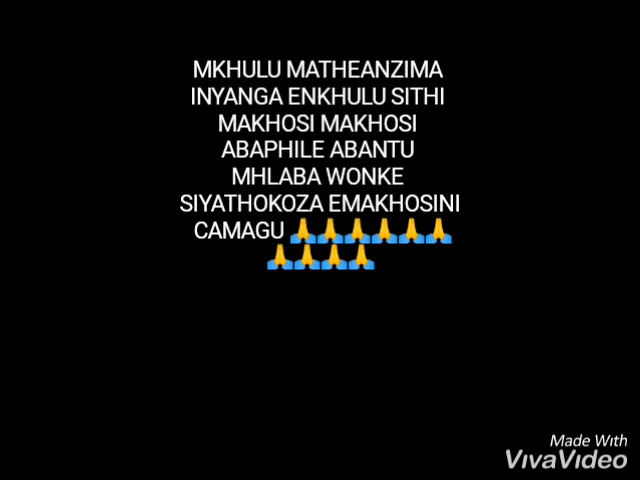 MKHULU MATHEANZIMA
INYANGA ENKHULU SITHI
MAKHOSI MAKHOSI
ABAPHILE ABANTU
MHLABA WONKE
SIYATHOKOZA EMAKHOSINI
CAMAGU 🙏🙏🙏🙏🙏🙏
🙏🙏🙏🙏
Made With
VivaVideo